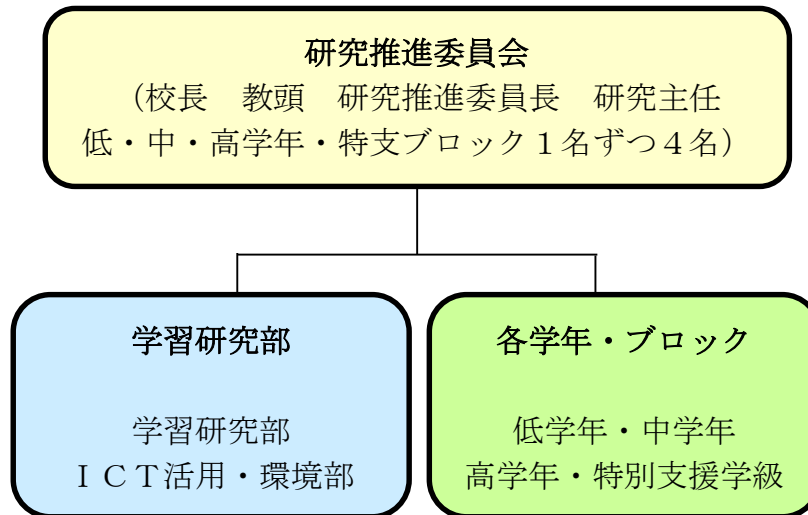 研究推進委員会
（校長　教頭　研究推進委員長　研究主任
低・中・高学年・特支ブロック１名ずつ４名）
学習研究部
学習研究部
ＩＣＴ活用・環境部
各学年・ブロック
低学年・中学年
高学年・特別支援学級